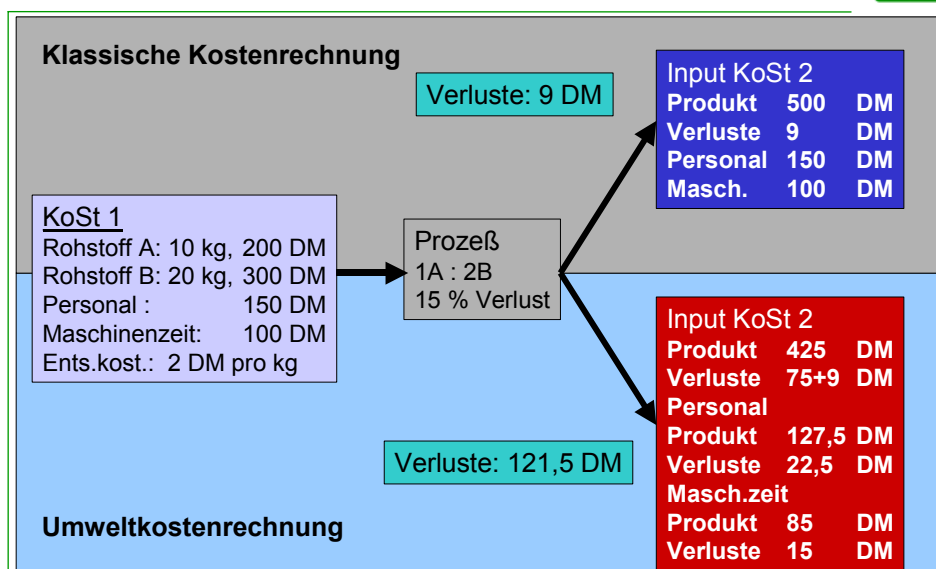 Klassische Kostenrechnung
Verluste: 9 DM
Input KoSt 2
Produkt 500 DM
Verluste 9 DM
Personal 150 DM
Masch. 100 DM
KoSt 1
Rohstoff A: 10 kg, 200 DM
Rohstoff B: 20 kg, 300 DM
Personal : 150 DM
Maschinenzeit: 100 DM
Ents.kost.: 2 DM pro kg
Prozeß
1A : 2B
15 % Verlust
Input KoSt 2
Produkt 425 DM
Verluste 75+9 DM
Personal
Produkt 127,5 DM
Verluste 22,5 DM
Masch.zeit
Produkt 85 DM
Verluste 15 DM
Verluste: 121,5 DM
Umweltkostenrechnung